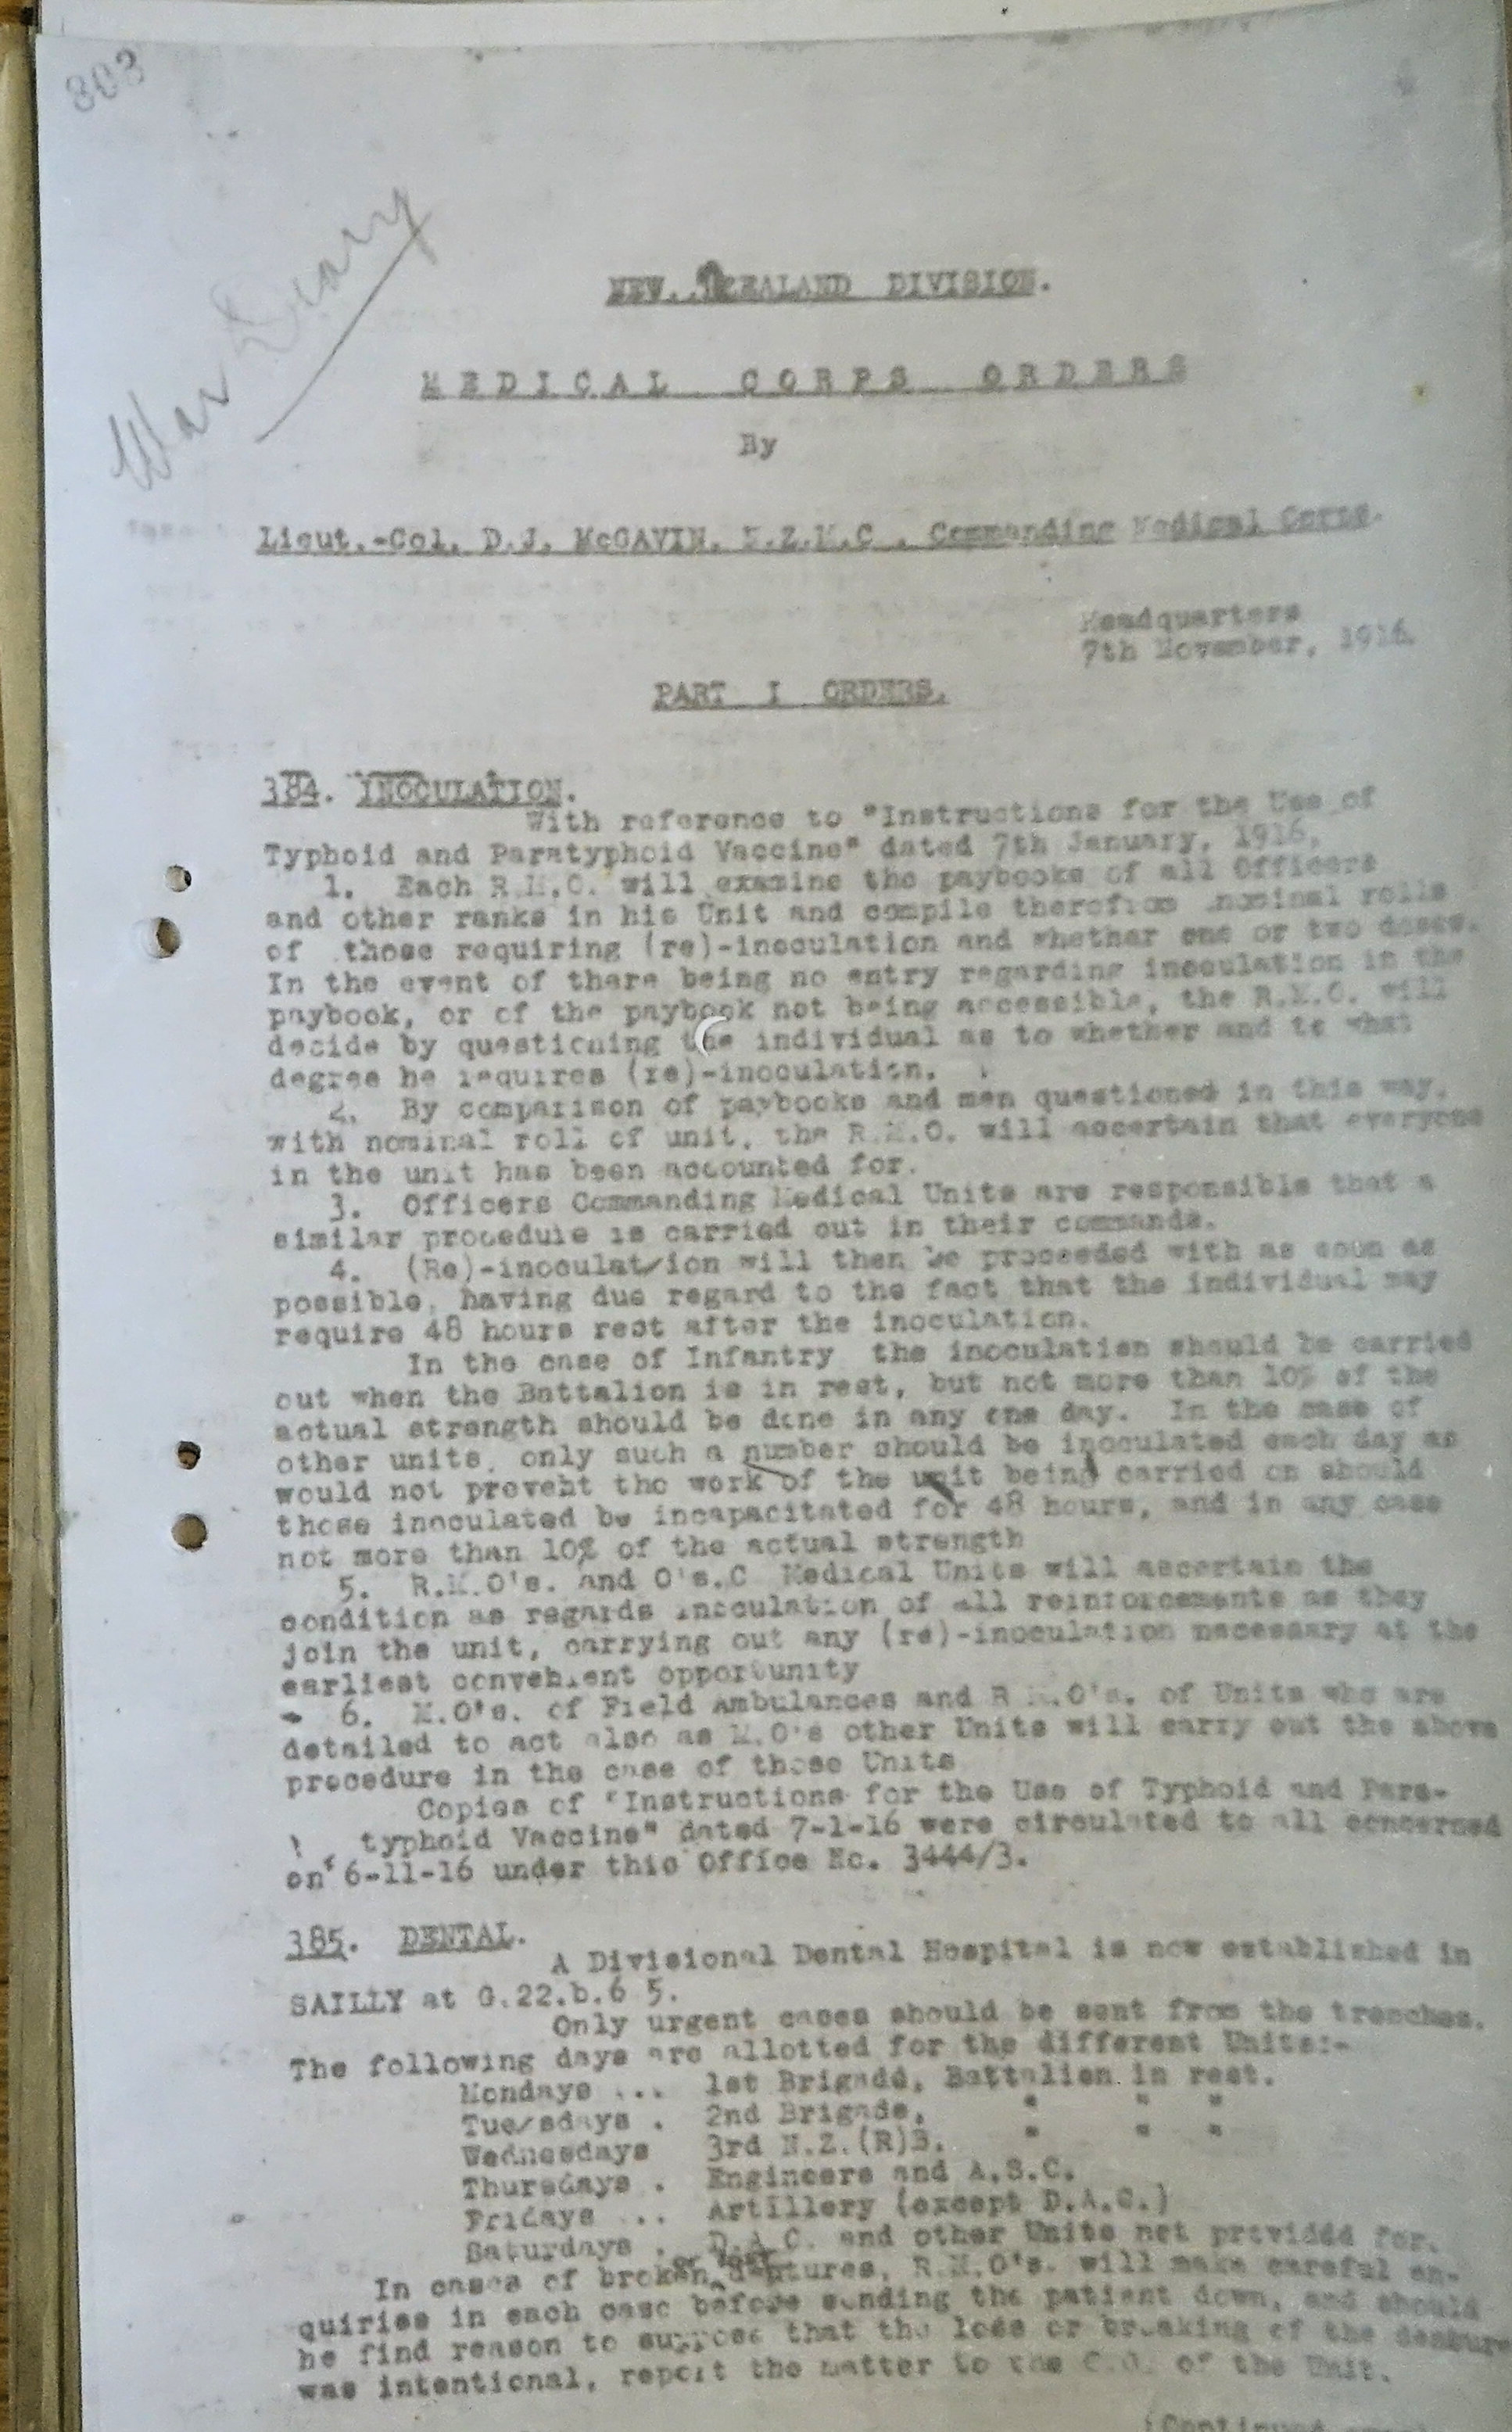 303
War Diary
NEW ZEALAND DIVISION.
MEDICAL CORPS ORDERS
By
Lieut.-Col. D.J. McGAVIN. N.Z.M.C . Commanding Medical Corps.
Headquarters
7th November, 1916.
PART I ORDERS.
384. INOCULATION.
With reference to "Instructions for the Use of
Typhoid and Paratyphoid Vaccine" dated 7th January, 1916,
1. Each R.M.O. will examine the paybooks of all Officers
and other ranks in his Unit and compile therefrom nominal rolls
of those requiring (re)-inoculation and whether one or two doses.
In the event of there being no entry regarding inoculation in the
paybook, or of the paybook not being accessible, the R.M.O. will
decide by questioning the individual as to whether and to what
degree he requires (re)-inoculation.
2. By comparison of paybooks and men questioned in this way,
with nominal roll of unit, the R.M.O. will ascertain that everyone
in the unit has been accounted for.
3. Officers Commanding Medical Units are responsible that a
similar procedure is carried out in their commands.
4. (Re)-inoculat/ion will then be proceeded with as soon as
possible, having due regard to the fact that the individual may
require 48 hours rest after the inoculation.
In the case of Infantry the inoculation should be carried
out when the Battalion is in rest, but not more than 10% of the
actual strength should be done in any one day. In the case of
other units, only such a number should be inoculated each day as
would not prevent the work of the unit being carried on should
those inoculated be incapacitated for 48 hours, and in any case
not more than 10% of the actual strength
5. R.M.O's. and O's.C Medical Units will ascertain the
condition as regards inoculation of all reinforcements as they
join the unit, carrying out any (re)-inoculation necessary at the
earliest convenient opportunity
6. M.O's. of Field Ambulances and R M.O's. of Units who are
detailed to act also as M.O's other Units will carry out the above
procedure in the case of those Units
Copies of "Instructions for the Use of Typhoid and Para-
typhoid Vaccine" dated 7-1-16 were circulated to all concerned
on 6-11-16 under this Office No. 3444/3.
385. DENTAL.
A Divisional Dental Hospital is now established in
SAILLY at G.22.b.6 5.
Only urgent cases should be sent from the trenches.
The following days are allotted for the different Units:-
Mondays ... 1st Brigade, Battalion in rest.
Tue/sdays . 2nd Brigade, " " "
Wednesdays 3rd N.Z.(R)B. " " "
Thursdays . Engineers and A.S.C.
Fridays ... Artillery (except D.A.C.)
Saturdays . D.A.C. and other Units not provided for.
In cases of broken or lost dentures, R.M.O's. will make careful en-
quiries in each case before sending the patient down, and should
he find reason to suppose that the loss or breaking of the denture
was intentional, report the matter to the C.O. of the Unit.
(Continued